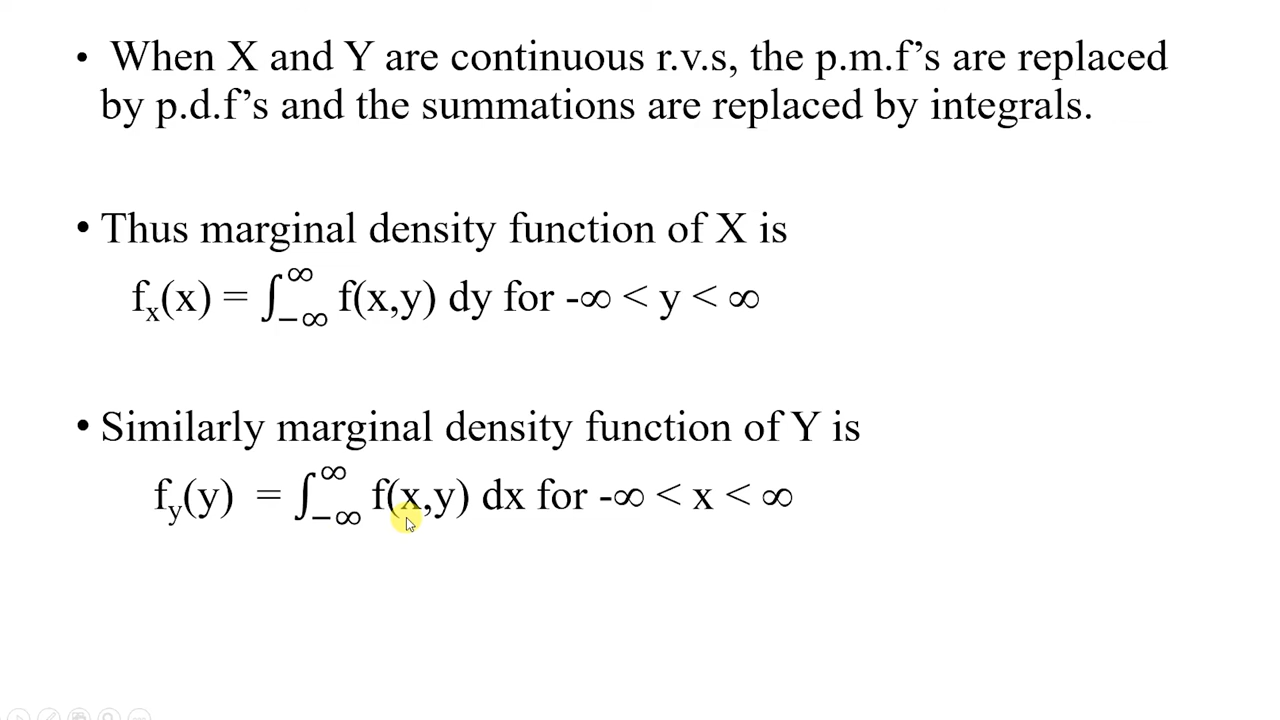 • When X and Y are continuous r.v.s, the p.m.f’s are replaced
by p.d.f’s and the summations are replaced by integrals.
• Thus marginal density function of X is
fₓ(x) = ∫_{−∞}^{∞} f(x,y) dy for -∞ < y < ∞
• Similarly marginal density function of Y is
f_y(y) = ∫_{−∞}^{∞} f(x,y) dx for -∞ < x < ∞